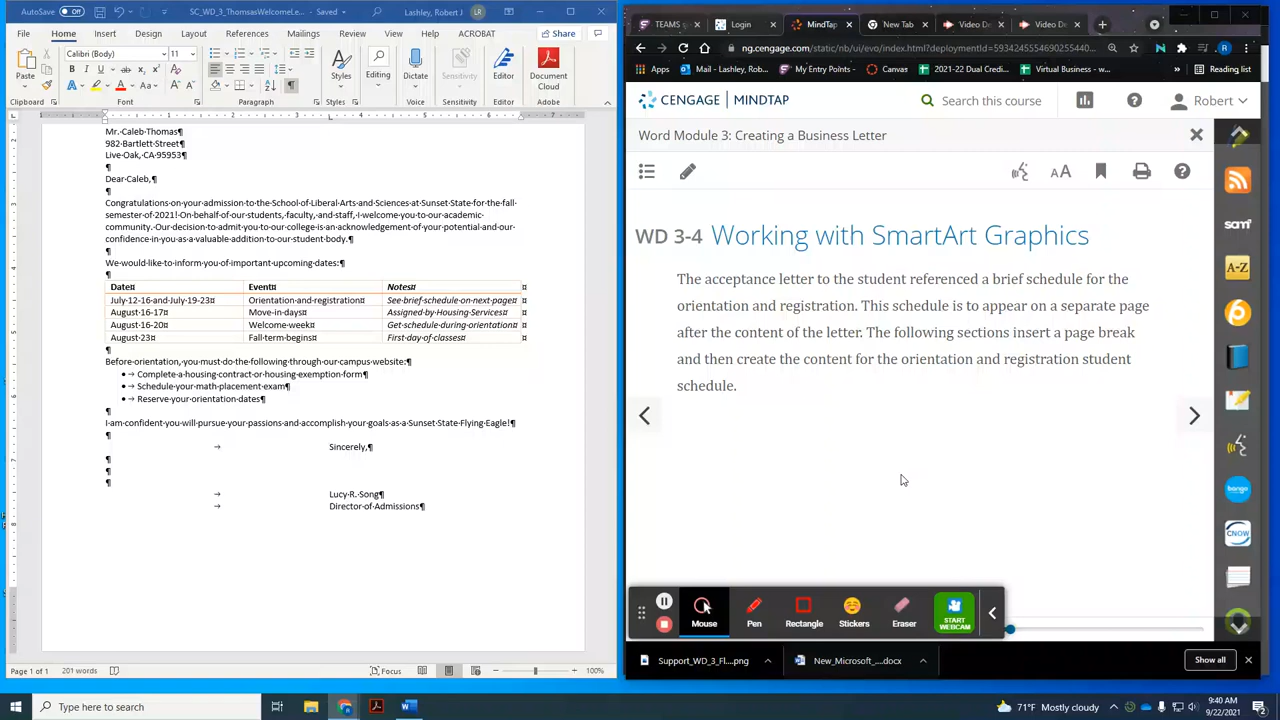 AutoSave Off SC_WD_3_ThomsasWelcomeLe... - Saved Lashley, Robert J LR
File Home Insert Design Layout References Mailings Review View Help ACROBAT Share
Calibri (Body) 11
Paste Styles Editing Dictate Sensitivity Editor Document Cloud
Clipboard Font Paragraph Styles Voice Sensitivity Editor Adobe
Mr.·Caleb·Thomas¶
982·Bartlett·Street¶
Live·Oak,·CA·95953¶
¶
Dear·Caleb,¶
¶
Congratulations·on·your·admission·to·the·School·of·Liberal·Arts·and·Sciences·at·Sunset·State·for·the·fall·
semester·of·2021!·On·behalf·of·our·students,·faculty,·and·staff,·I·welcome·you·to·our·academic·
community.·Our·decision·to·admit·you·to·our·college·is·an·acknowledgement·of·your·potential·and·our·
confidence·in·you·as·a·valuable·addition·to·our·student·body.¶
¶
We·would·like·to·inform·you·of·important·upcoming·dates:¶
¶
Date¤ Event¤ Notes¤ ¤
July·12-16·and·July·19-23¤ Orientation·and·registration¤ See·brief·schedule·on·next·page¤ ¤
August·16-17¤ Move-in·days¤ Assigned·by·Housing·Services¤ ¤
August·16-20¤ Welcome·week¤ Get·schedule·during·orientation¤ ¤
August·23¤ Fall·term·begins¤ First·day·of·classes¤ ¤
¶
Before·orientation,·you·must·do·the·following·through·our·campus·website:¶
•→Complete·a·housing·contract·or·housing·exemption·form¶
•→Schedule·your·math·placement·exam¶
•→Reserve·your·orientation·dates¶
¶
I·am·confident·you·will·pursue·your·passions·and·accomplish·your·goals·as·a·Sunset·State·Flying·Eagle!¶
¶
→ Sincerely,¶
¶
¶
¶
→ Lucy·R.·Song¶
→ Director·of·Admissions¶
Page 1 of 1 201 words Focus 100%
TEAMS Login MindTap New Tab Video De Video De
ng.cengage.com/static/nb/ui/evo/index.html?deploymentId=5934245554690255440...
Apps Mail - Lashley, Rob... My Entry Points Canvas 2021-22 Dual Credi... Virtual Business - w... » Reading list
CENGAGE | MINDTAP Search this course Robert
Word Module 3: Creating a Business Letter
AA
WD 3-4 Working with SmartArt Graphics
The acceptance letter to the student referenced a brief schedule for the
orientation and registration. This schedule is to appear on a separate page
after the content of the letter. The following sections insert a page break
and then create the content for the orientation and registration student
schedule.
sam
A-Z
bongo
CNOW
Mouse Pen Rectangle Stickers Eraser START WEBCAM
Support_WD_3_Fl....png New_Microsoft_....docx Show all
Type here to search 71°F Mostly cloudy 9:40 AM
9/22/2021